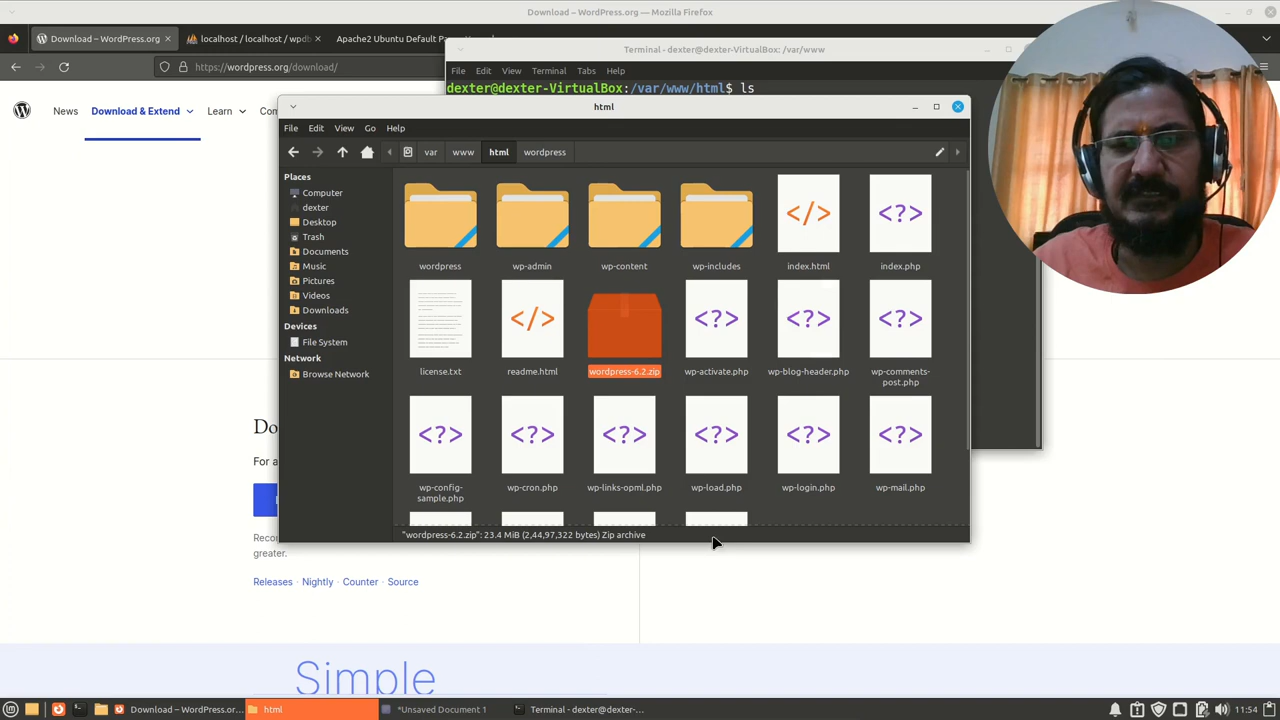 Download – WordPress.org — Mozilla Firefox
Download – WordPress.org
localhost / localhost / wpdb
Apache2 Ubuntu Default Pa
https://wordpress.org/download/
News
Download & Extend
Learn
Terminal - dexter@dexter-VirtualBox: /var/www
File Edit View Terminal Tabs Help
dexter@dexter-VirtualBox:/var/www/html$ ls
html
File Edit View Go Help
var www html wordpress
Places
Computer
dexter
Desktop
Trash
Documents
Music
Pictures
Videos
Downloads
Devices
File System
Network
Browse Network
wordpress
wp-admin
wp-content
wp-includes
index.html
index.php
license.txt
readme.html
wordpress-6.2.zip
wp-activate.php
wp-blog-header.php
wp-comments-
post.php
wp-config-
sample.php
wp-cron.php
wp-links-opml.php
wp-load.php
wp-login.php
wp-mail.php
"wordpress-6.2.zip": 23.4 MiB (2,44,97,322 bytes) Zip archive
Do
For a
Recor
greater.
Releases · Nightly · Counter · Source
Simple
Download – WordPress.or...
html
*Unsaved Document 1
Terminal - dexter@dexter-...
11:54